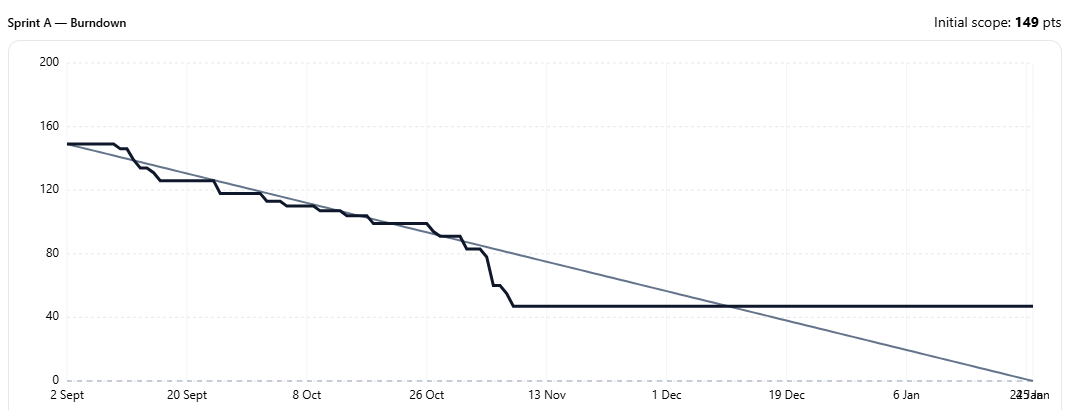 Sprint A — Burndown
Initial scope: 149 pts
200
160
120
80
40
0
2 Sept 20 Sept 8 Oct 26 Oct 13 Nov 1 Dec 19 Dec 6 Jan